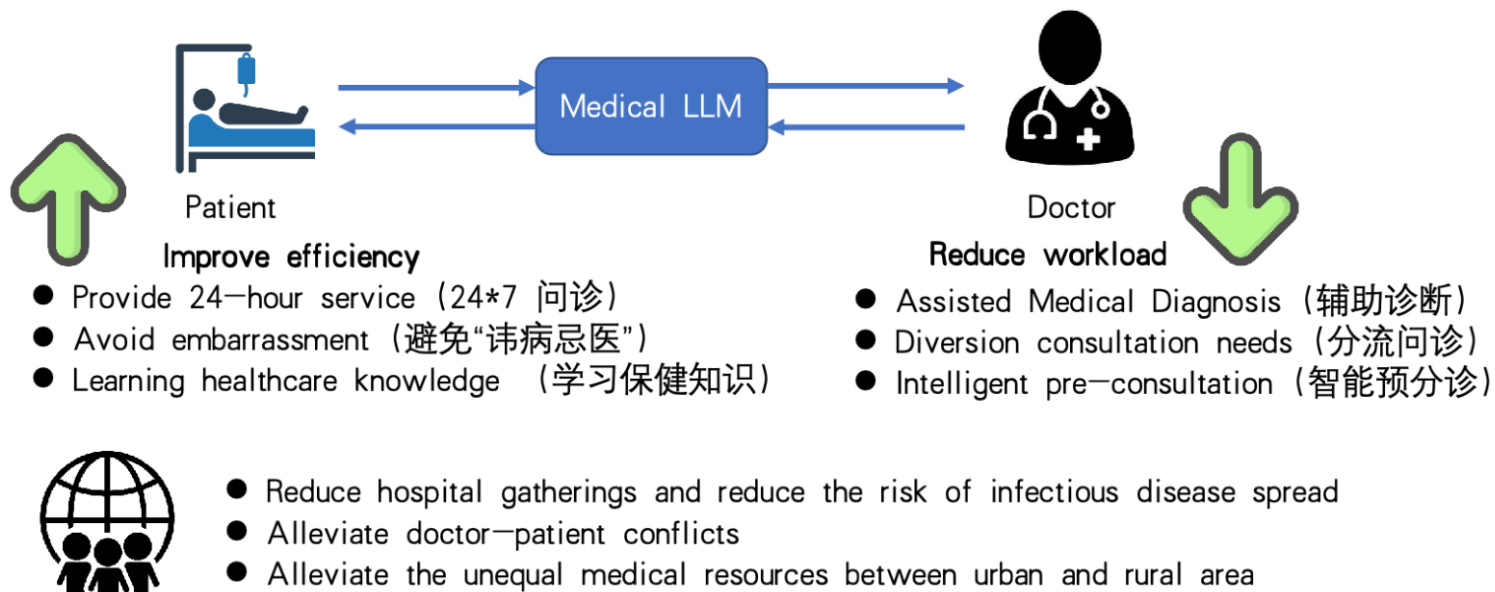 Medical LLM
Patient
Doctor
Improve efficiency
● Provide 24-hour service (24*7 问诊)
● Avoid embarrassment (避免“讳病忌医”)
● Learning healthcare knowledge (学习保健知识)
Reduce workload
● Assisted Medical Diagnosis (辅助诊断)
● Diversion consultation needs (分流问诊)
● Intelligent pre-consultation (智能预分诊)
● Reduce hospital gatherings and reduce the risk of infectious disease spread
● Alleviate doctor-patient conflicts
● Alleviate the unequal medical resources between urban and rural area